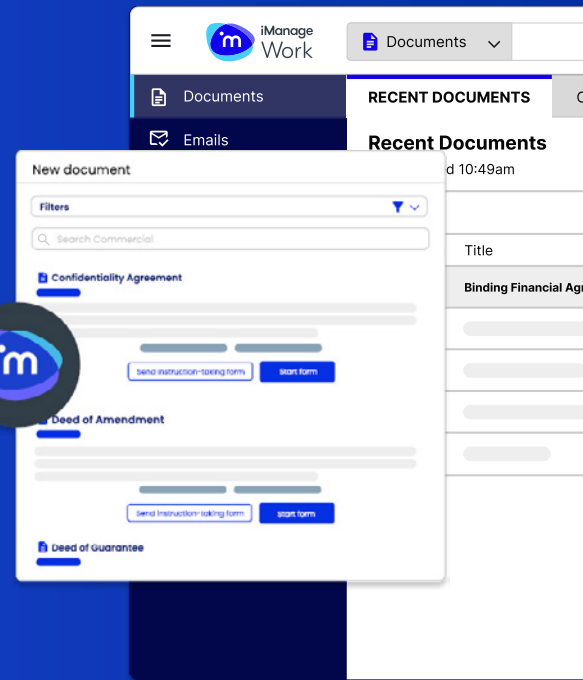 iManage
Work
Documents
Documents
RECENT DOCUMENTS
Emails
Recent Documents
d 10:49am
New document
Filters
Search Commercial
Title
Confidentiality Agreement
Binding Financial Agr
Send instruction-taking form
Start form
im
Deed of Amendment
Send instruction-taking form
Start form
Deed of Guarantee